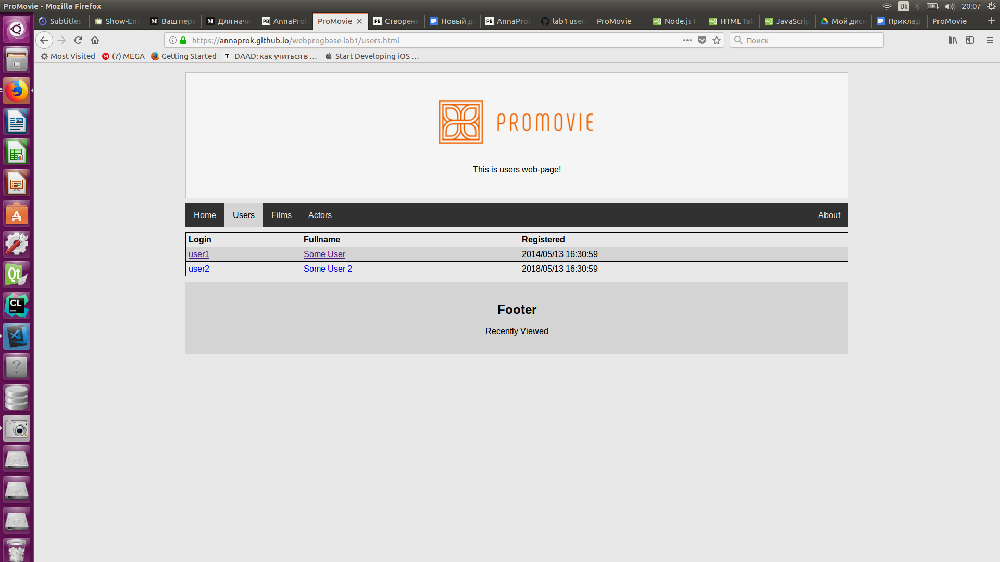 ProMovie - Mozilla Firefox
Uk
20:07
Subtitles
Show-En
Ваш пер
Для начи
PB AnnaPro
ProMovie
PB Створен
Новый д
PB AnnaPro
lab1 user
ProMovie
Node.js F
HTML Tab
JavaScrip
Мой диск
Приклад
ProMovie
https://annaprok.github.io/webprogbase-lab1/users.html
Поиск
Most Visited
(7) MEGA
Getting Started
DAAD: как учиться в ...
Start Developing iOS ...
PROMOVIE
This is users web-page!
Home Users Films Actors About
Login Fullname Registered
user1 Some User 2014/05/13 16:30:59
user2 Some User 2 2018/05/13 16:30:59
Footer
Recently Viewed
Qt
CL